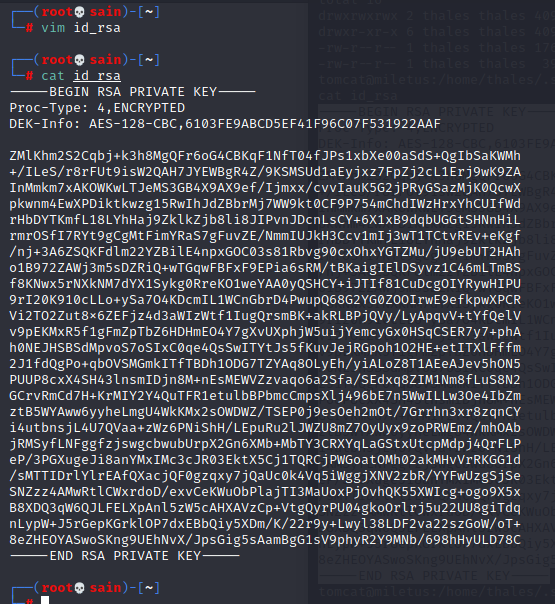 ┌──(root💀sain)-[~]
└─# vim id_rsa
┌──(root💀sain)-[~]
└─# cat id_rsa
-----BEGIN RSA PRIVATE KEY-----
Proc-Type: 4,ENCRYPTED
DEK-Info: AES-128-CBC,6103FE9ABCD5EF41F96C07F531922AAF
ZMlKhm2S2Cqbj+k3h8MgQFr6oG4CBKqF1NfT04fJPs1xbXe00aSdS+QgIbSaKWMh
+/ILeS/r8rFUt9isW2QAH7JYEWBgR4Z/9KSMSUd1aEyjxz7FpZj2cL1Erj9wK9ZA
InMmkm7xAKOWKwLTJeMS3GB4X9AX9ef/Ijmxx/cvvIauK5G2jPRyGSazMjK0QcwX
pkwnm4EwXPDiktkwzg15RwIhJdZBbrMj7WW9kt0CF9P754mChdIWzHrxYhCUIfWd
rHbDYTKmfL18LYhHaj9ZklkZjb8li8JIPvnJDcnLsCY+6X1xB9dqbUGGtSHNnHiL
rmrOSfI7RYt9gCgMtFimYRaS7gFuvZE/NmmIUJkH3Ccv1mIj3wT1TCtvREv+eKgf
/nj+3A6ZSQKFdlm22YZBilE4npxGOC03s81Rbvg90cxOhxYGTZMu/jU9ebUT2HAh
o1B972ZAWj3m5sDZRiQ+wTGqwFBFxF9EPia6sRM/tBKaigIElDSyvz1C46mLTmBS
f8KNwx5rNXkNM7dYX1Sykg0RreKO1weYAA0yQSHCY+iJTIf81CuDcgOIYRywHIPU
9rI20K910cLLo+ySa7O4KDcmIL1WCnGbrD4PwupQ68G2YG0ZOOIrwE9efkpwXPCR
Vi2TO2Zut8x6ZEFj4zd3aWIzWtf1IugQrsmBK+akRLBPjQVy/LyApqvV+tYfQelV
v9pEKMxR5f1gFmZpTbZ6HDHmEO4Y7gXvUXphjW5uijYemcyGx0HSqCSER7y7+phA
h0NEJHSBSdMpvoS7oSIxC0qe4QsSwITYtJs5fKuvJejRGpoh1O2HE+etITXlFffm
2J1fdQgPo+qbOVSMGmkITfTBDh1ODG7TZYAq8OLyEh/yiALoZ8T1AEeAJev5hON5
PUUP8cxX4SH43lnsmIDjn8M+nEsMEWVZzvaqo6a2Sfa/SEdxq8ZIM1Nm8fLuS8N2
GCrvRmCd7H+KrMIY2Y4QuTFR1etulbBPbmcCmpsXlj496bE7n5WwILLw3Oe4IbZm
ztB5WYAww6yyheLmgU4WkKMx2sOWDWZ/TSEP0j9esOeh2mOt/7Grrhn3xr8zqnCY
i4utbnsjL4U7QVaa+zWz6PNiShH/LEpuRu2lJWZU8mZ7OyUyx9zoPRWEmz/mhOAb
jRMSyfLNFggfzjswgcbwubUrpX2Gn6XMb+MbTY3CRXYqLaGStxUtcpMdpj4QrFLP
eP/3PGXugeJi8anYMxIMc3cJR03EktX5Cj1TQRCjPWGoatOMh02akMHvVrRKGG1d
/sMTTIDrlYlrEAfQXacjQF0gzqxy7jQaUc0k4Vq5iWggjXNV2zbR/YYFwUzgSjSe
SNZzz4AMwRtlCWxrdoD/exvCeKWuObPlajTI3MaUoxPjOvhQK55XWIcg+ogo9X5x
B8XDQ3qW6QJLFELXpAnl5zW5cAHXAVzCp+VtgQyrPU04gkoOrlrj5u22UU8giTdq
nLypW+J5rGepKGrklOP7dxEBbQiy5XDm/K/22r9y+Lwyl38LDF2va22szGoW/oT+
8eZHEOYASwoSKng9UEhNvX/JpsGig5sAamBgG1sV9phyR2Y9MNb/698hHyULD78C
-----END RSA PRIVATE KEY-----
┌──(root💀sain)-[~]
└─#